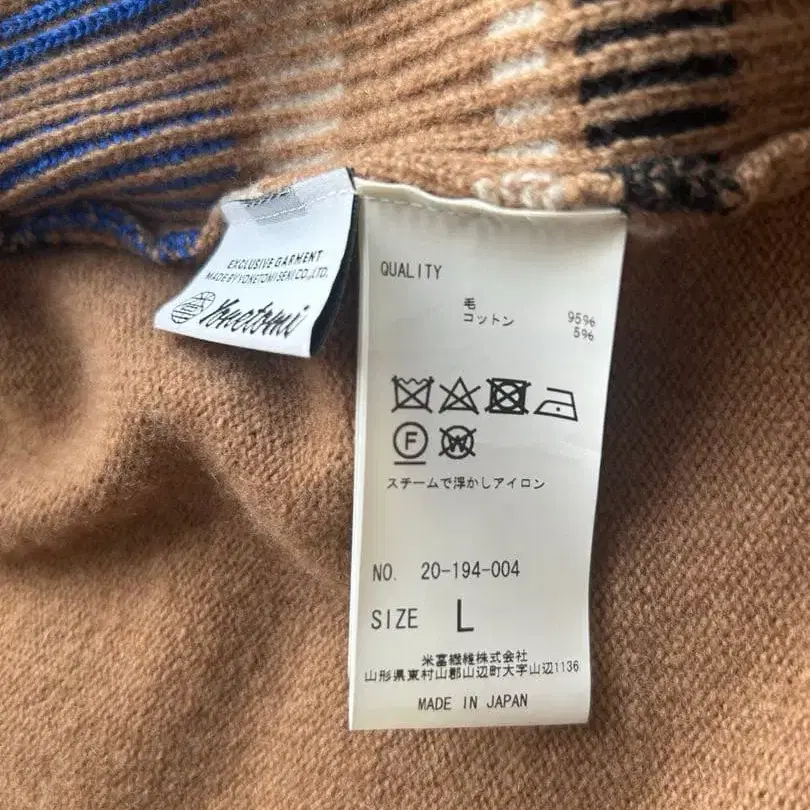 EXCLUSIVE GARMENT
MADE BY YONETOMI SENI CO.,LTD.
Yonetomi
QUALITY
毛 95%
コットン 5%
F W
スチームで浮かしアイロン
NO. 20-194-004
SIZE L
米富繊維株式会社
山形県東村山郡山辺町大字山辺1136
MADE IN JAPAN